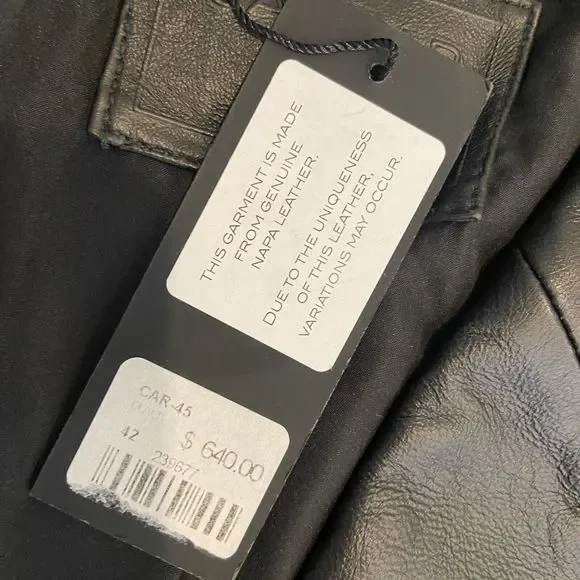 THIS GARMENT IS MADE
FROM GENUINE
NAPA LEATHER.
DUE TO THE UNIQUENESS
OF THIS LEATHER,
VARIATIONS MAY OCCUR.
CAR-45
42
$ 640.00
239677